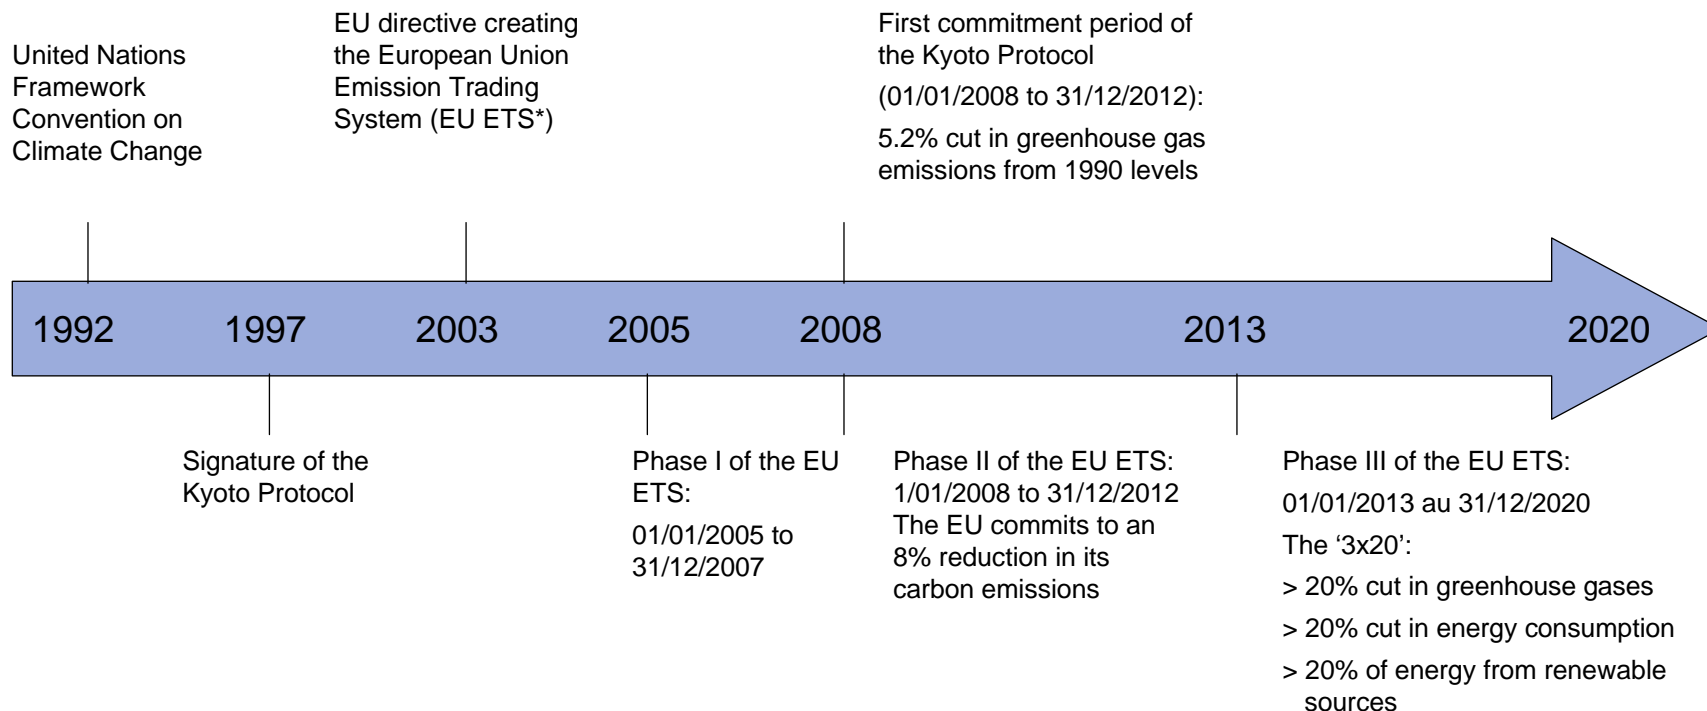 United Nations
Framework
Convention on
Climate Change
EU directive creating
the European Union
Emission Trading
System (EU ETS*)
First commitment period of
the Kyoto Protocol
(01/01/2008 to 31/12/2012):
5.2% cut in greenhouse gas
emissions from 1990 levels
1992
1997
2003
2005
2008
2013
2020
Signature of the
Kyoto Protocol
Phase I of the EU
ETS:
01/01/2005 to
31/12/2007
Phase II of the EU ETS:
1/01/2008 to 31/12/2012
The EU commits to an
8% reduction in its
carbon emissions
Phase III of the EU ETS:
01/01/2013 au 31/12/2020
The ‘3x20’:
> 20% cut in greenhouse gases
> 20% cut in energy consumption
> 20% of energy from renewable
sources